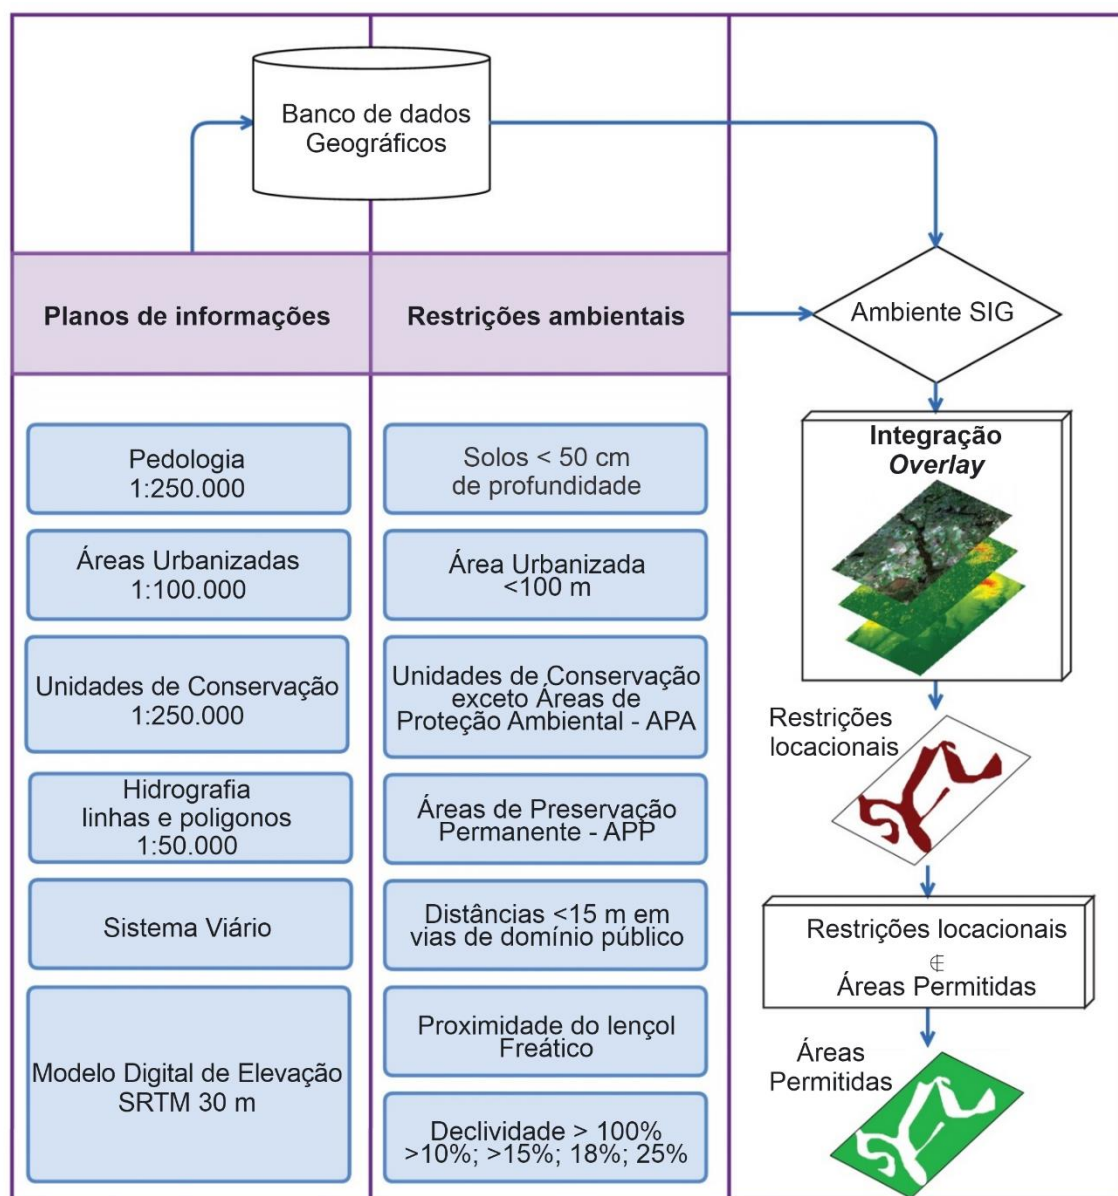 Banco de dados
Geográficos
Planos de informações
Restrições ambientais
Ambiente SIG
Pedologia
1:250.000
Solos < 50 cm
de profundidade
Áreas Urbanizadas
1:100.000
Área Urbanizada
<100 m
Unidades de Conservação
1:250.000
Unidades de Conservação
exceto Áreas de
Proteção Ambiental - APA
Hidrografia
linhas e poligonos
1:50.000
Áreas de Preservação
Permanente - APP
Sistema Viário
Distâncias <15 m em
vias de domínio público
Modelo Digital de Elevação
SRTM 30 m
Proximidade do lençol
Freático
Declividade > 100%
>10%; >15%; 18%; 25%
Integração
Overlay
Restrições
locacionais
Restrições locacionais
∉
Áreas Permitidas
Áreas
Permitidas